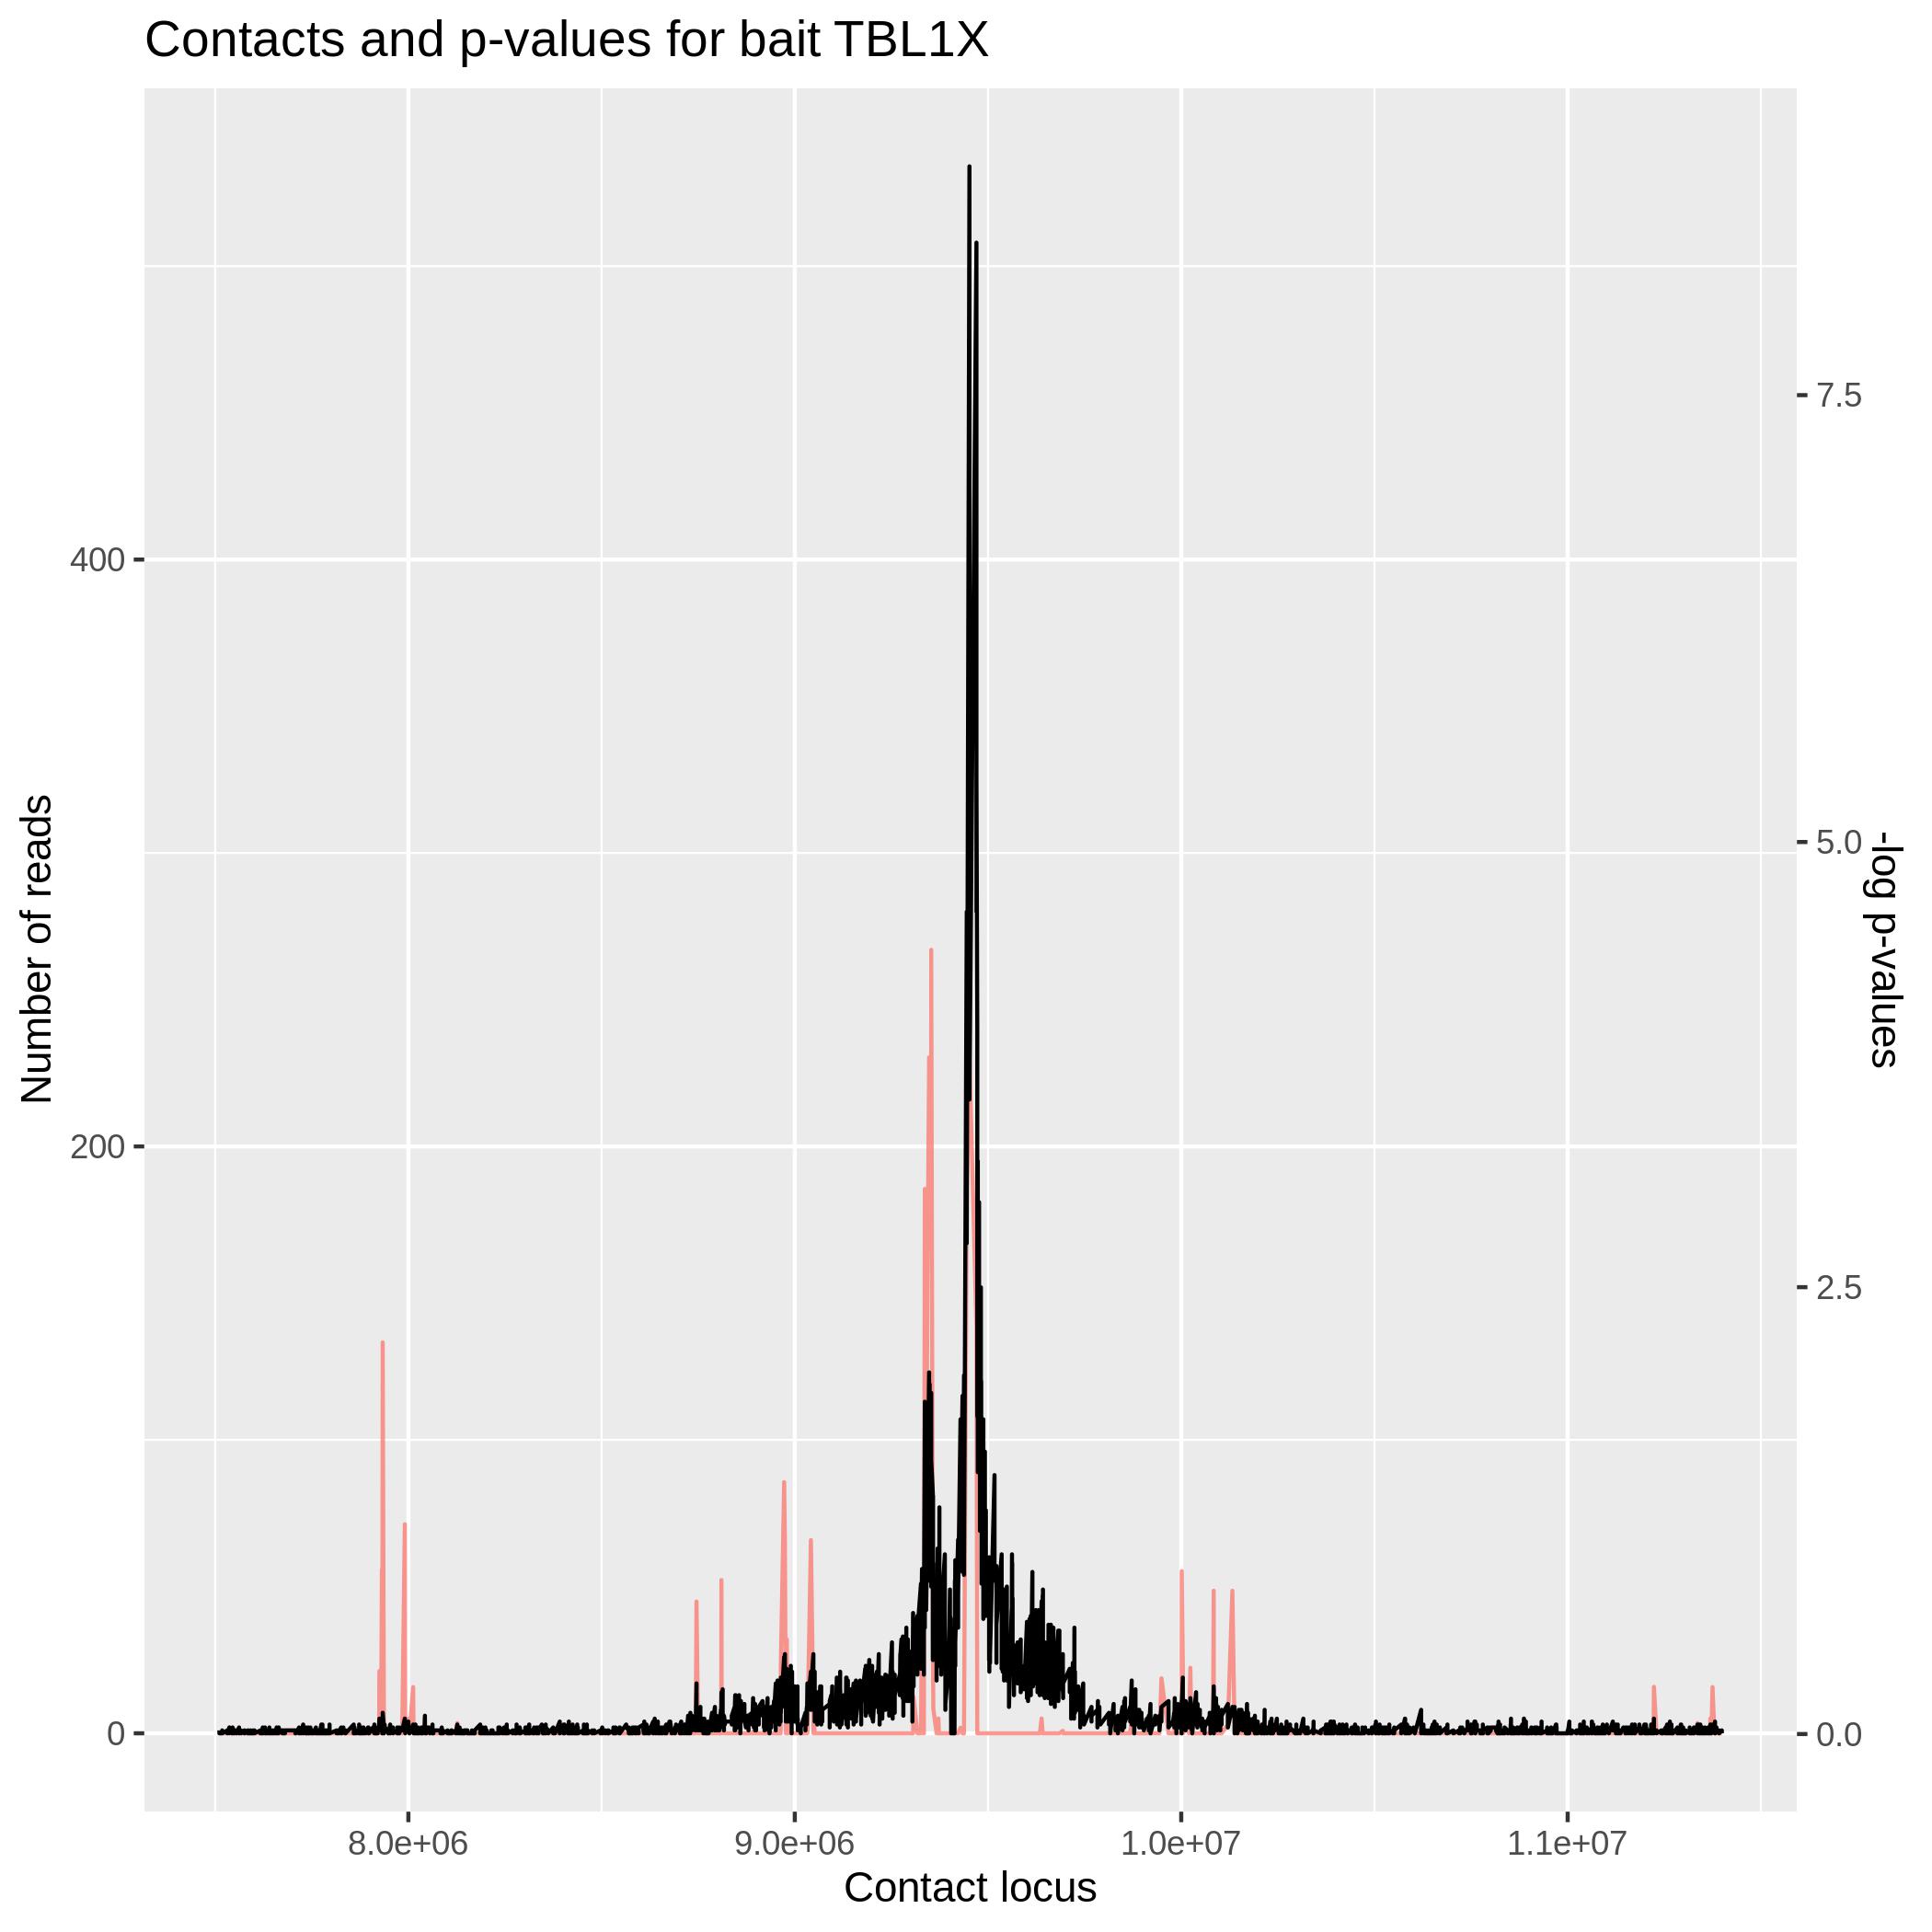 Contacts and p-values for bait TBL1X
Number of reads
400
200
0
7.5
5.0
2.5
0.0
-log p-values
8.0e+06
9.0e+06
1.0e+07
1.1e+07
Contact locus